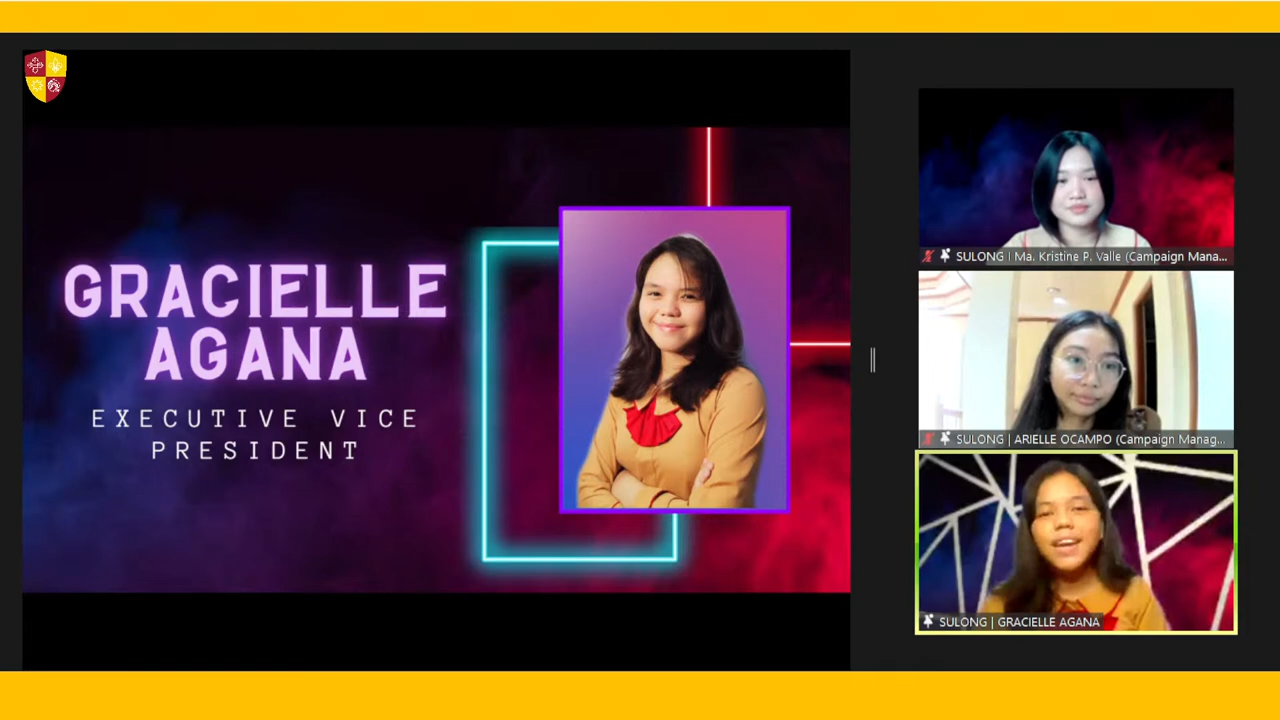 GRACIELLE
AGANA
EXECUTIVE VICE
PRESIDENT
SULONG | Ma. Kristine P. Valle (Campaign Mana...
SULONG | ARIELLE OCAMPO (Campaign Manag...
SULONG | GRACIELLE AGANA